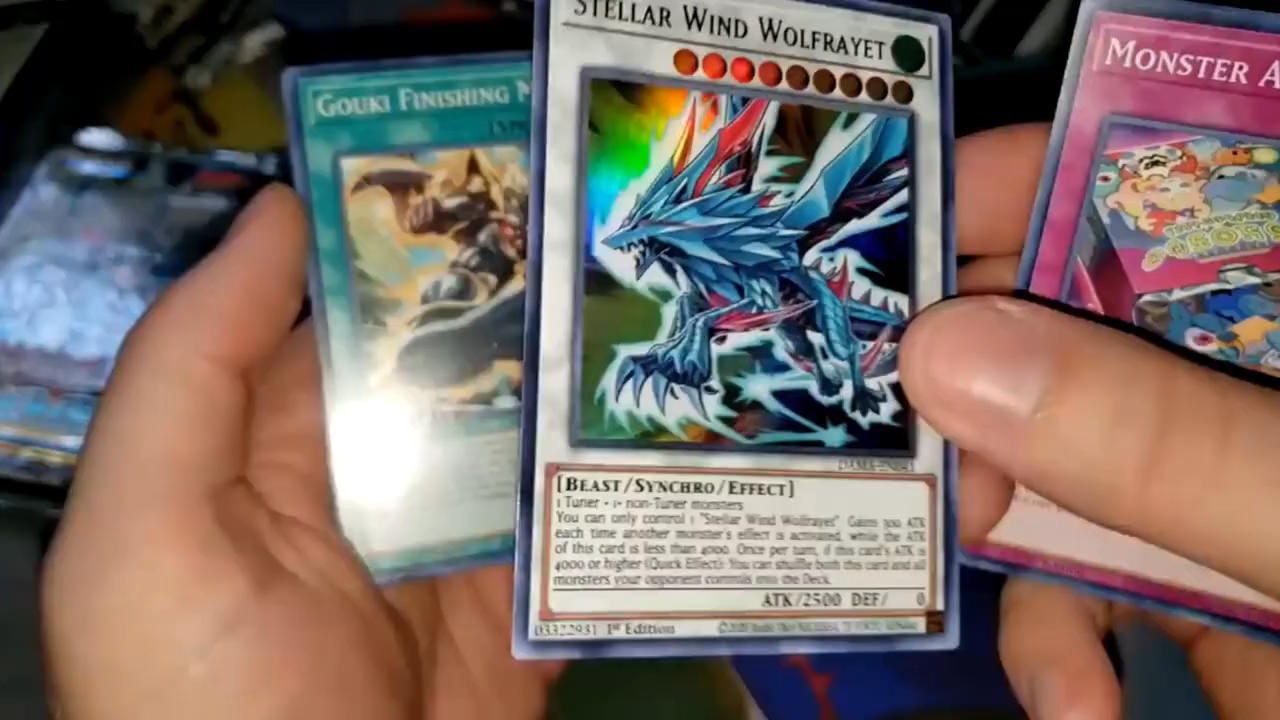 STELLAR WIND WOLFRAYET
GOUKI FINISHING
MONSTER A
DAMA-EN041
[BEAST/SYNCHRO/EFFECT]
1 Tuner + 1+ non-Tuner monsters
You can only control 1 "Stellar Wind Wolfrayet". Gains 300 ATK
each time another monster's effect is activated, while the ATK
of this card is less than 4000. Once per turn, if this card's ATK is
4000 or higher (Quick Effect): You can shuffle both this card and all
monsters your opponent controls into the Deck.
ATK/2500 DEF/ 0
03322931 1st Edition